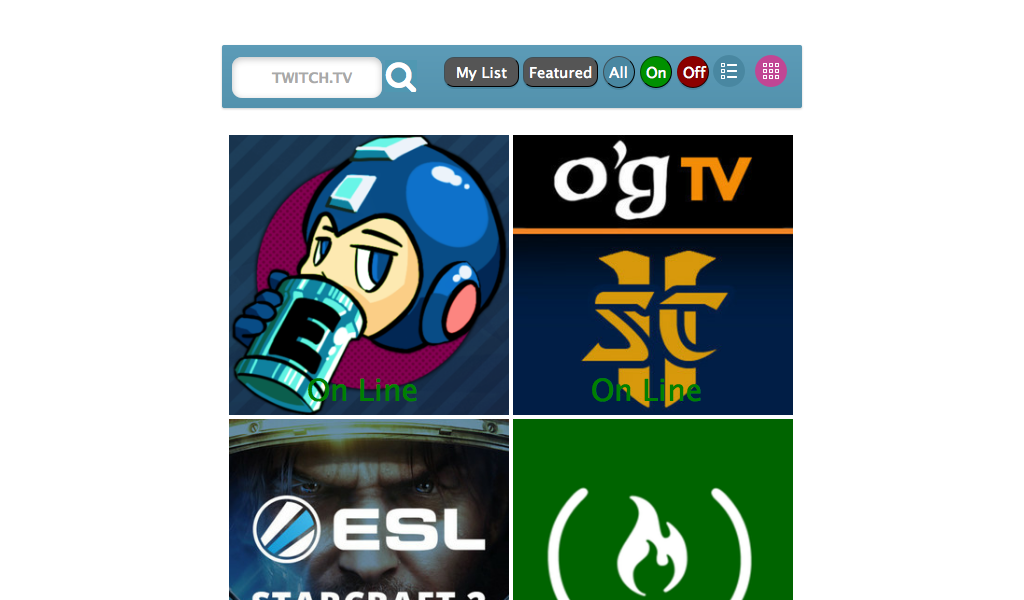 TWITCH.TV
My List
Featured
All
On
Off
o'g TV
E
SC
II
On Line
On Line
ESL
STARCRAFT 2